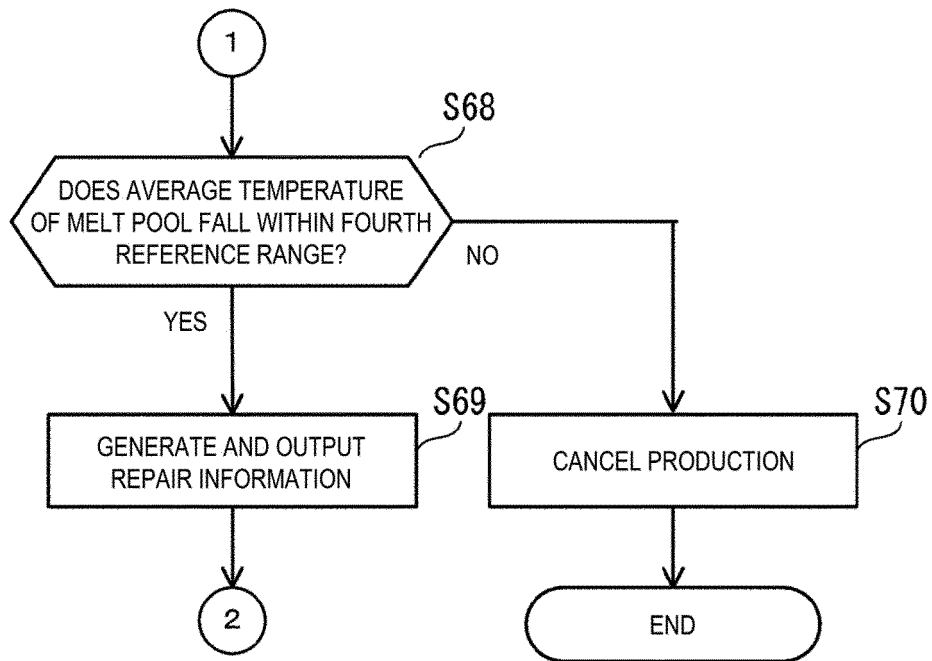 1
S68
DOES AVERAGE TEMPERATURE
OF MELT POOL FALL WITHIN FOURTH
REFERENCE RANGE?
NO
YES
S69
GENERATE AND OUTPUT
REPAIR INFORMATION
S70
CANCEL PRODUCTION
2
END